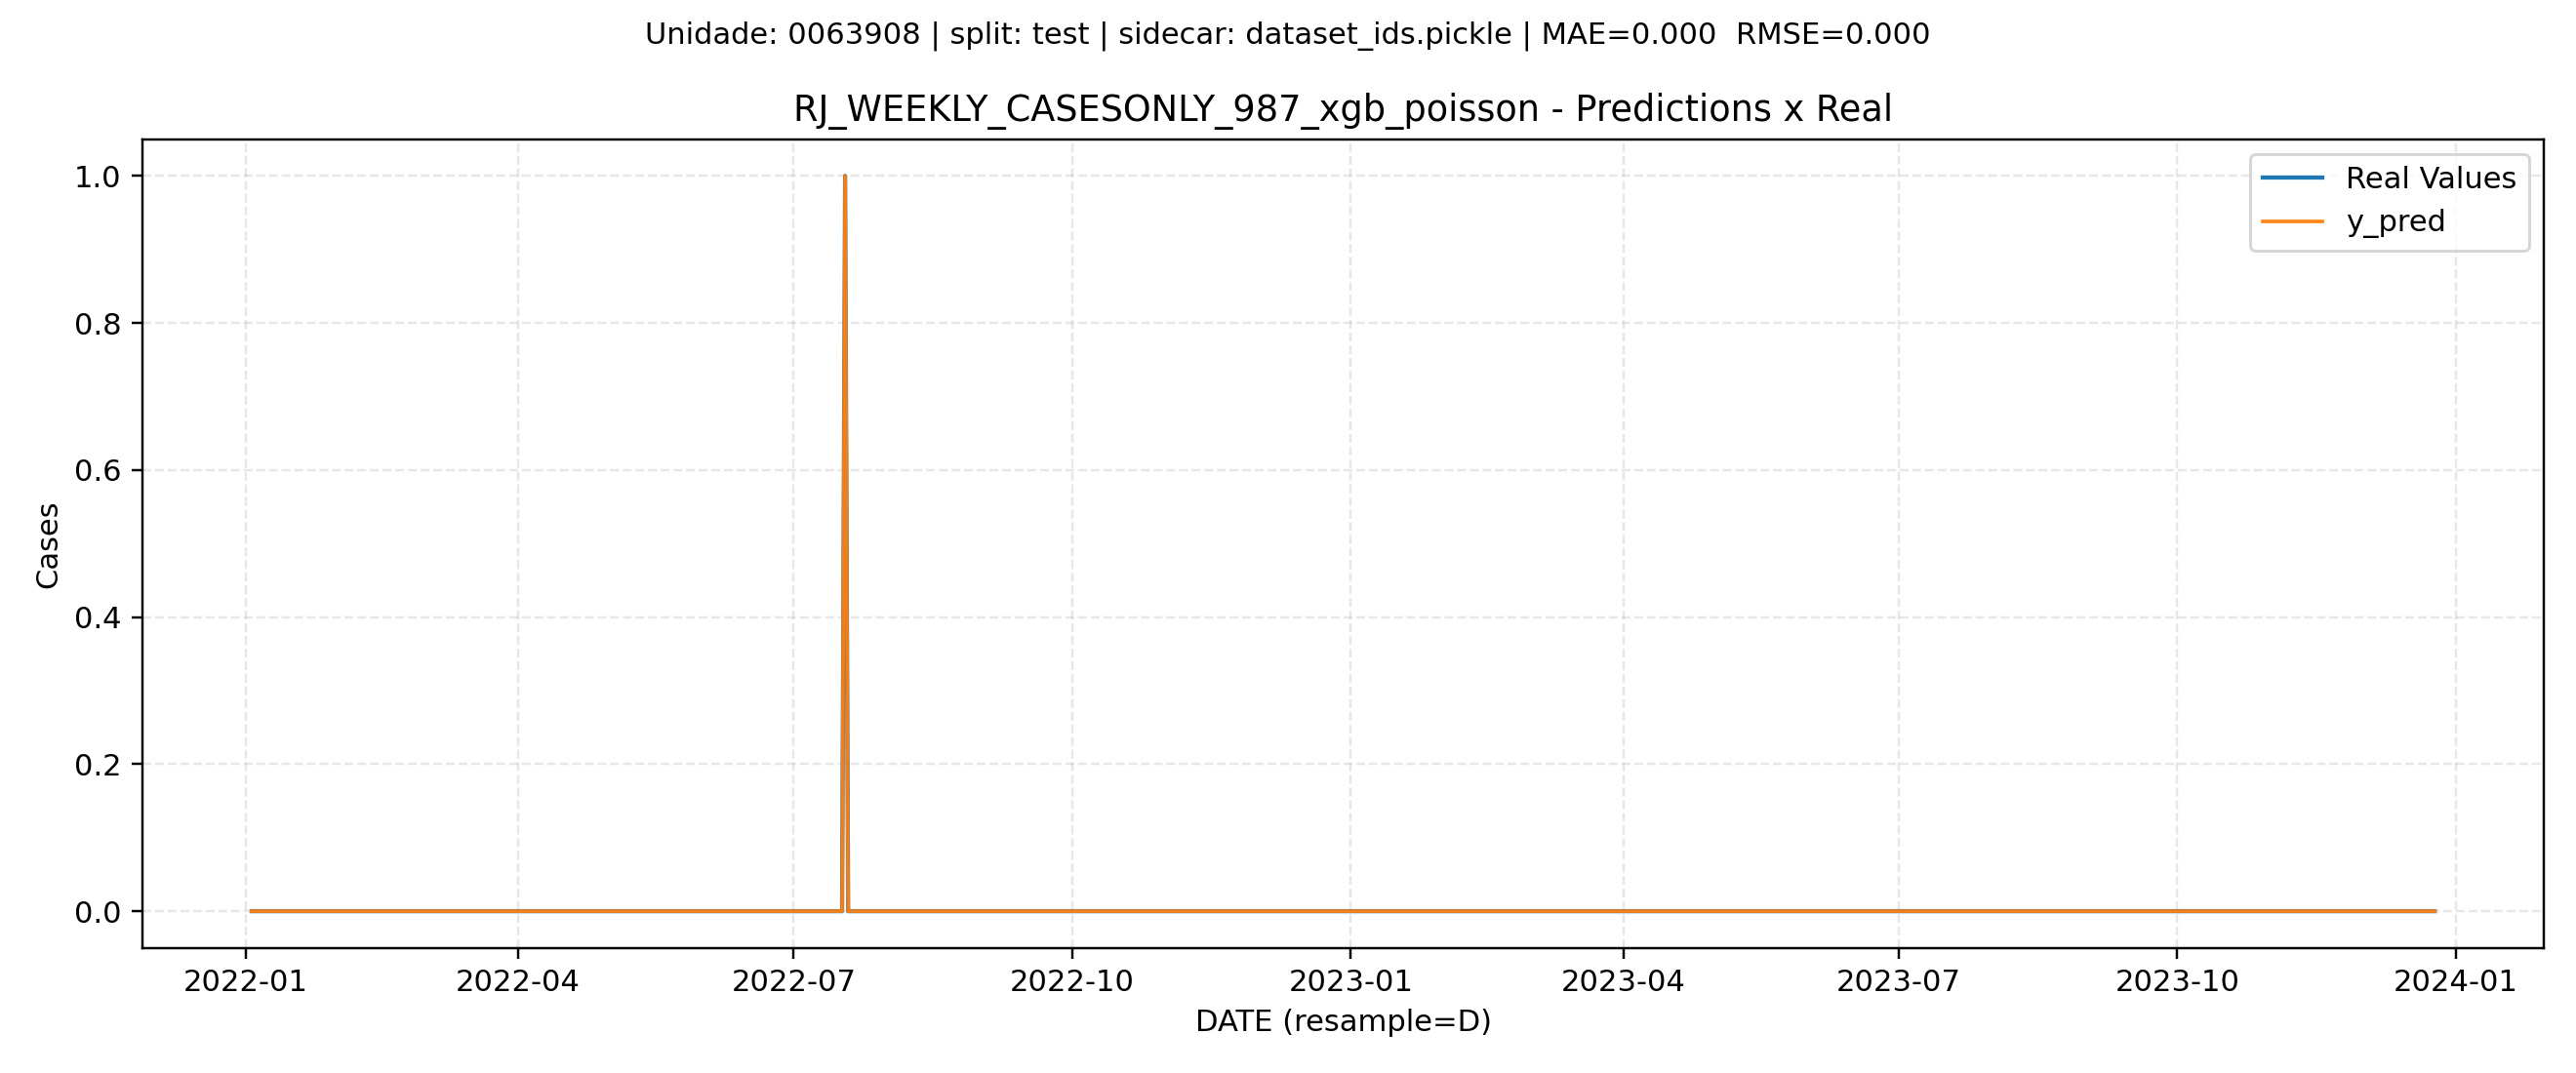 Unidade: 0063908 | split: test | sidecar: dataset_ids.pickle | MAE=0.000  RMSE=0.000
RJ_WEEKLY_CASESONLY_987_xgb_poisson - Predictions x Real
Real Values
y_pred
1.0
0.8
0.6
0.4
0.2
0.0
Cases
2022-01
2022-04
2022-07
2022-10
2023-01
2023-04
2023-07
2023-10
2024-01
DATE (resample=D)